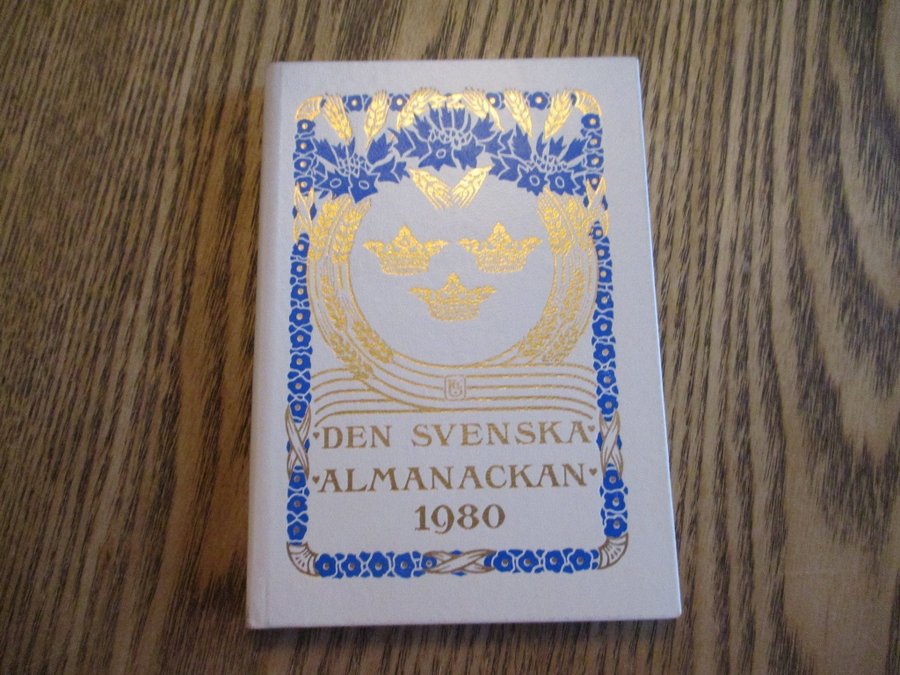 DEN SVENSKA
ALMANACKAN
1980